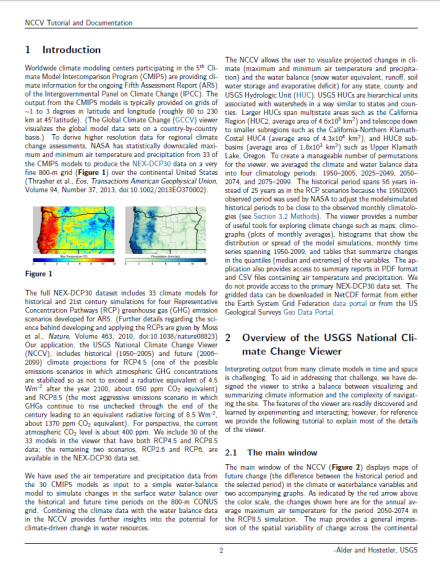 NCCV Tutorial and Documentation
1 Introduction
Worldwide climate modeling centers participating in the 5th Cli-
mate Model Intercomparison Program (CMIP5) are providing cli-
mate information for the ongoing Fifth Assessment Report (AR5)
of the Intergovernmental Panel on Climate Change (IPCC). The
output from the CMIP5 models is typically provided on grids of
~1 to 3 degrees in latitude and longitude (roughly 80 to 230
km at 45° latitude). (The Global Climate Change (GCCV) viewer
visualizes the global model data sets on a country-by-country
basis.) To derive higher resolution data for regional climate
change assessments, NASA has statistically downscaled maxi-
mum and minimum air temperature and precipitation from 33 of
the CMIP5 models to produce the NEX-DCP30 data on a very
fine 800-m grid (Figure 1) over the continental United States
(Thrasher et al., Eos, Transactions American Geophysical Union,
Volume 94, Number 37, 2013, doi:10.1002/2013EO370002).
Figure 1
The full NEX-DCP30 dataset includes 33 climate models for
historical and 21st century simulations for four Representative
Concentration Pathways (RCP) greenhouse gas (GHG) emission
scenarios developed for AR5. (Further details regarding the sci-
ence behind developing and applying the RCPs are given by Moss
et al., Nature, Volume 463, 2010, doi:10.1038/nature08823)
Our application, the USGS National Climate Change Viewer
(NCCV), includes historical (1950–2005) and future (2006–
2099) climate projections for RCP4.5 (one of the possible
emissions scenarios in which atmospheric GHG concentrations
are stabilized so as not to exceed a radiative equivalent of 4.5
Wm-2 after the year 2100, about 650 ppm CO2 equivalent)
and RCP8.5 (the most aggressive emissions scenario in which
GHGs continue to rise unchecked through the end of the
century leading to an equivalent radiative forcing of 8.5 Wm-2,
about 1370 ppm CO2 equivalent). For perspective, the current
atmospheric CO2 level is about 400 ppm. We include 30 of the
33 models in the viewer that have both RCP4.5 and RCP8.5
data; the remaining two scenarios, RCP2.6 and RCP6, are
available in the NEX-DCP30 data set.
We have used the air temperature and precipitation data from
the 30 CMIP5 models as input to a simple water-balance
model to simulate changes in the surface water balance over
the historical and future time periods on the 800-m CONUS
grid. Combining the climate data with the water balance data
in the NCCV provides further insights into the potential for
climate-driven change in water resources.
The NCCV allows the user to visualize projected changes in cli-
mate (maximum and minimum air temperature and precipita-
tion) and the water balance (snow water equivalent, runoff, soil
water storage and evaporative deficit) for any state, county and
USGS Hydrologic Unit (HUC). USGS HUCs are hierarchical units
associated with watersheds in a way similar to states and coun-
ties. Larger HUCs span multistate areas such as the California
Region (HUC2, average area of 4.6x10⁵ km²) and telescope down
to smaller subregions such as the California-Northern Klamath-
Costal HUC4 (average area of 4.3x10⁴ km²), and HUC8 sub-
basins (average area of 1.8x10³ km²) such as Upper Klamath
Lake, Oregon. To create a manageable number of permutations
for the viewer, we averaged the climate and water balance data
into four climatology periods: 1950–2005, 2025–2049, 2050–
2074, and 2075–2099. The historical period spans 56 years in-
stead of 25 years as in the RCP scenarios because the 19502005
observed period was used by NASA to adjust the modelsimulated
historical periods to be close to the observed monthly climatolo-
gies (see Section 3.2 Methods). The viewer provides a number
of useful tools for exploring climate change such as maps, climo-
graphs (plots of monthly averages), histograms that show the
distribution or spread of the model simulations, monthly time
series spanning 1950-2099, and tables that summarize changes
in the quantiles (median and extremes) of the variables. The ap-
plication also provides access to summary reports in PDF format
and CSV files containing air temperature and precipitation. We
do not provide access to the primary NEX-DCP30 data set. The
gridded data can be downloaded in NetCDF format from either
the Earth System Grid Federation data portal or from the US
Geological Surveys Geo Data Portal.
2 Overview of the USGS National Cli-
mate Change Viewer
Interpreting output from many climate models in time and space
is challenging. To aid in addressing that challenge, we have de-
signed the viewer to strike a balance between visualizing and
summarizing climate information and the complexity of navigat-
ing the site. The features of the viewer are readily discovered and
learned by experimenting and interacting; however, for reference
we provide the following tutorial to explain most of the details
of the viewer.
2.1 The main window
The main window of the NCCV (Figure 2) displays maps of
future change (the difference between the historical period and
the selected period) in the climate or waterbalance variables and
two accompanying graphs. As indicated by the red arrow above
the color scale, the changes shown here are for the annual av-
erage maximum air temperature for the period 2050-2074 in
the RCP8.5 simulation. The map provides a general impres-
sion of the spatial variability of change across the continental
2
-Alder and Hostetler, USGS